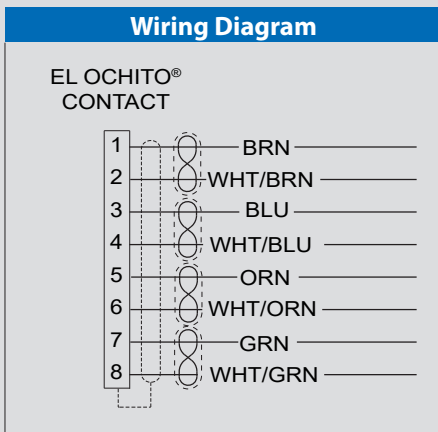 Wiring Diagram
EL OCHITO®
CONTACT
1 BRN
2 WHT/BRN
3 BLU
4 WHT/BLU
5 ORN
6 WHT/ORN
7 GRN
8 WHT/GRN